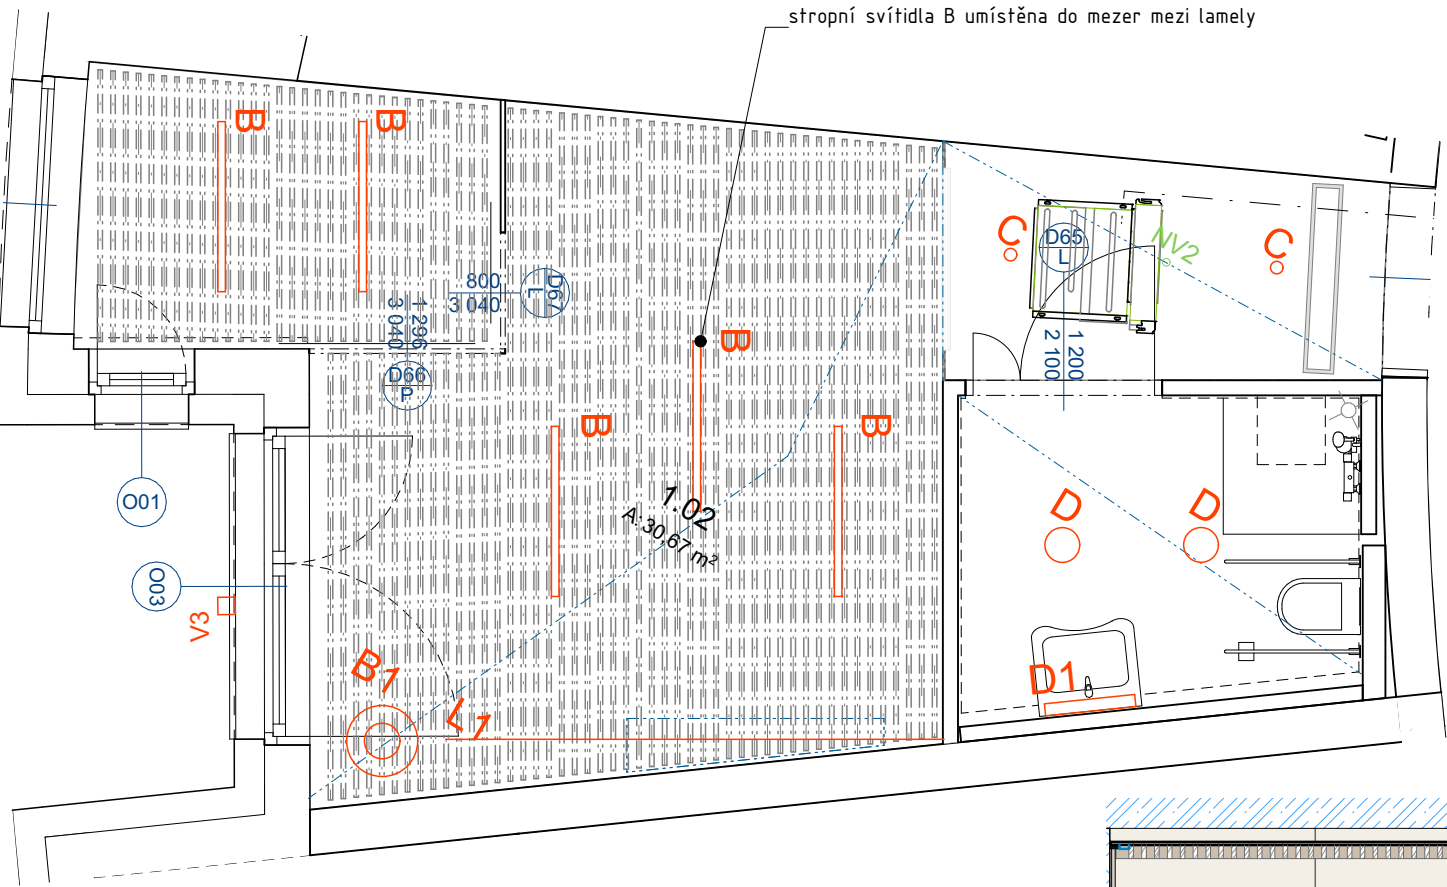 stropní svítidla B umístěna do mezer mezi lamely
B
B
C
D65
L
NV2
C
800
3 040
D67
L
1 296
3 040
D66
P
B
1 200
2 100
B
B
O01
1.02
A: 30,67 m²
D
D
O03
V3
B1
L1
D1